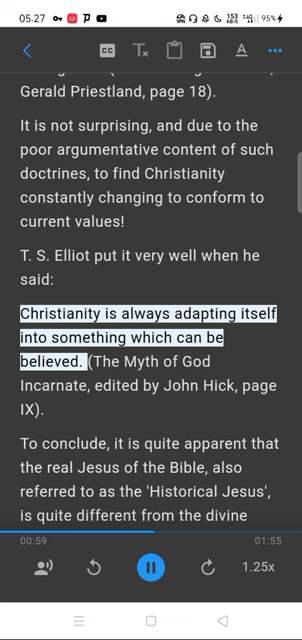 05.27
153
KB/S
95%
CC
Gerald Priestland, page 18).
It is not surprising, and due to the
poor argumentative content of such
doctrines, to find Christianity
constantly changing to conform to
current values!
T. S. Elliot put it very well when he
said:
Christianity is always adapting itself
into something which can be
believed. (The Myth of God
Incarnate, edited by John Hick, page
IX).
To conclude, it is quite apparent that
the real Jesus of the Bible, also
referred to as the 'Historical Jesus',
is quite different from the divine
00:59
01:55
1.25x